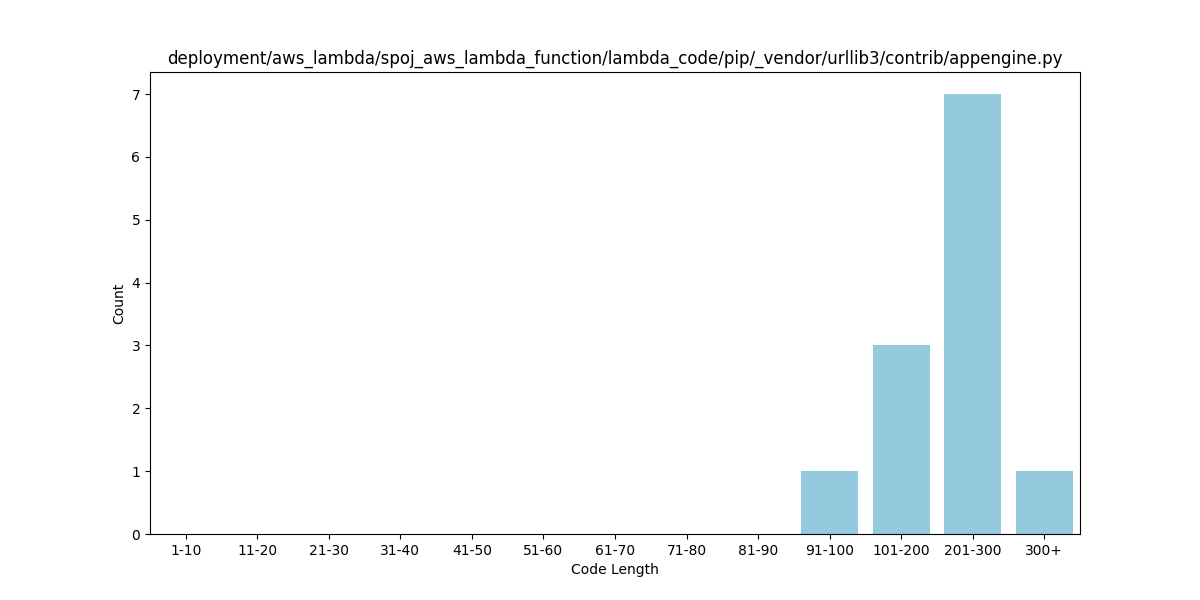 deployment/aws_lambda/spoj_aws_lambda_function/lambda_code/pip/_vendor/urllib3/contrib/appengine.py
7
6
5
4
3
2
1
0
Count
1-10 11-20 21-30 31-40 41-50 51-60 61-70 71-80 81-90 91-100 101-200 201-300 300+
Code Length